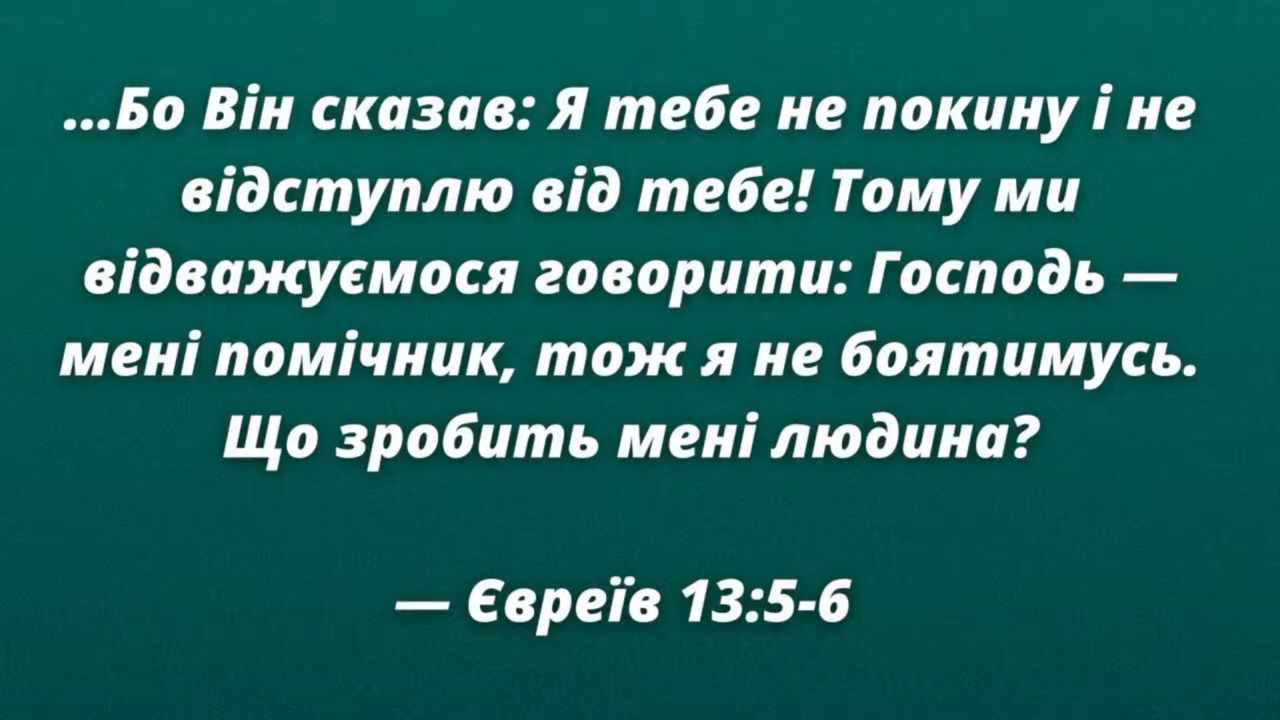 ...Бо Він сказав: Я тебе не покину і не
відступлю від тебе! Тому ми
відважуємося говорити: Господь —
мені помічник, тож я не боятимусь.
Що зробить мені людина?
— Євреїв 13:5-6